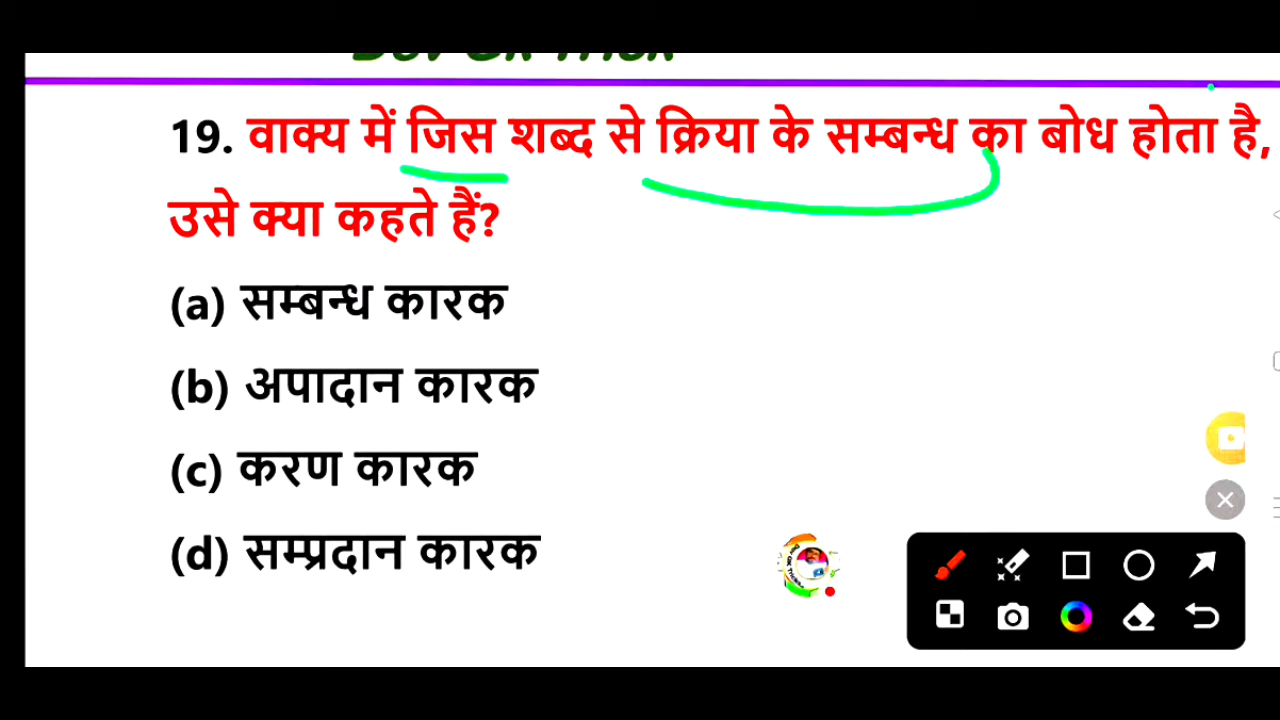 19. वाक्य में जिस शब्द से क्रिया के सम्बन्ध का बोध होता है,
उसे क्या कहते हैं?
(a) सम्बन्ध कारक
(b) अपादान कारक
(c) करण कारक
(d) सम्प्रदान कारक